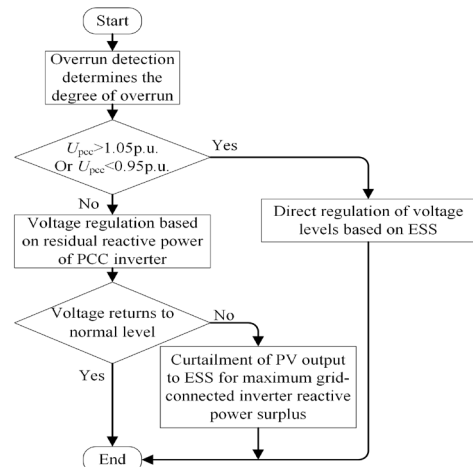 Start
Overrun detection
determines the
degree of overrun
Upcc>1.05p.u.
Or Upcc<0.95p.u.
Yes
No
Voltage regulation based
on residual reactive power
of PCC inverter
Direct regulation of voltage
levels based on ESS
Voltage returns to
normal level
No
Yes
Curtailment of PV output
to ESS for maximum grid-
connected inverter reactive
power surplus
End